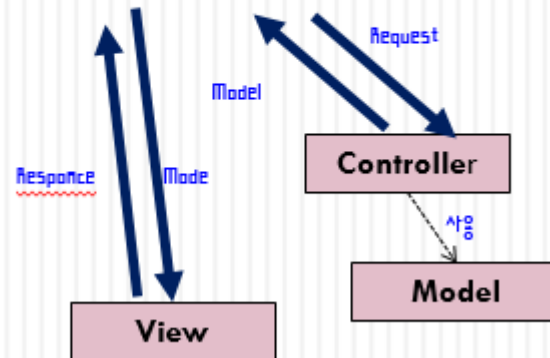 Request
Model
Controller
Responce
Mode
사용
Model
View